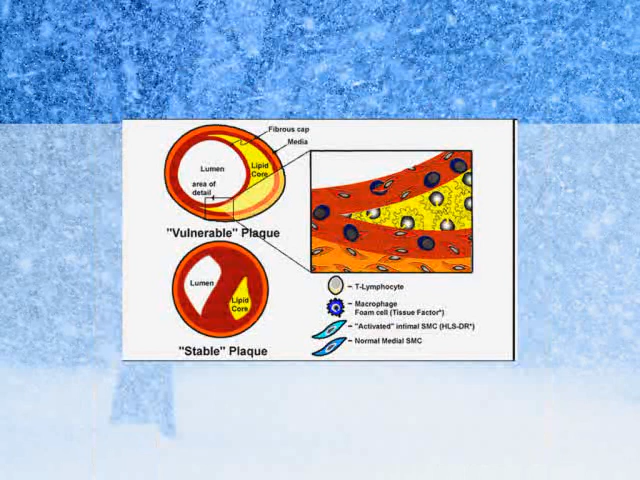 Fibrous cap
Media
Lumen
Lipid
Core
area of
detail
"Vulnerable" Plaque
Lumen
Lipid
Core
"Stable" Plaque
– T-Lymphocyte
– Macrophage
Foam cell (Tissue Factor*)
– "Activated" intimal SMC (HLS-DR*)
– Normal Medial SMC